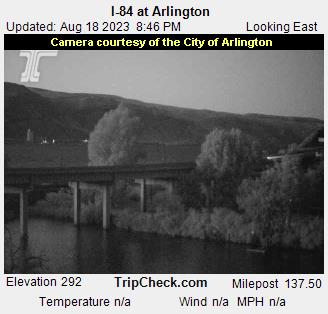 I-84 at Arlington
Updated: Aug 18 2023 8:46 PM Looking East
Camera courtesy of the City of Arlington
Elevation 292 TripCheck.com Milepost 137.50
Temperature n/a Wind n/a MPH n/a